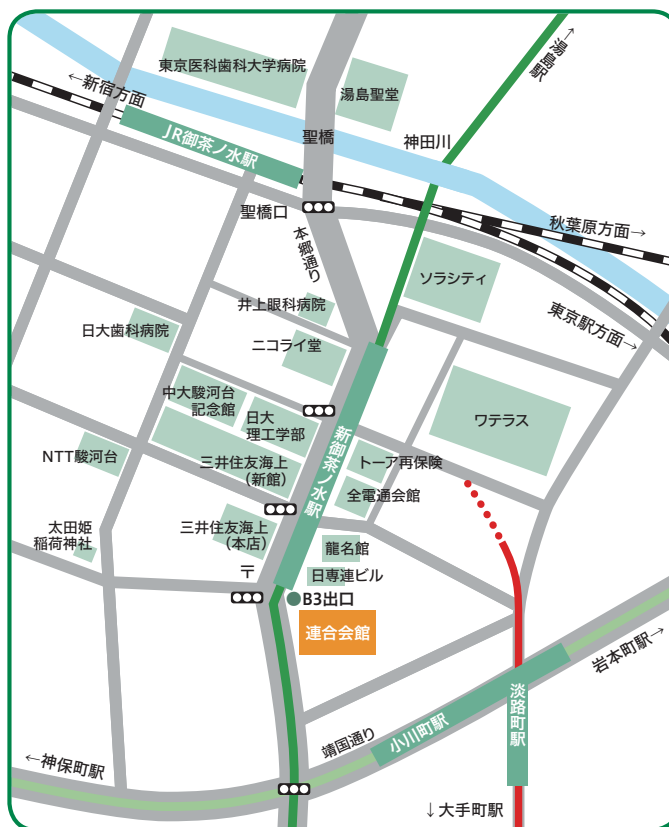 東京医科歯科大学病院
湯島聖堂
→湯島駅
←新宿方面
JR御茶ノ水駅
聖橋
神田川
聖橋口
本郷通り
秋葉原方面→
東京駅方面→
ソラシティ
井上眼科病院
日大歯科病院
ニコライ堂
中大駿河台
記念館
日大
理工学部
ワテラス
新御茶ノ水駅
トーア再保険
NTT駿河台
三井住友海上
（新館）
全電通会館
太田姫
稲荷神社
三井住友海上
（本店）
龍名館
〒
日専連ビル
B3出口
連合会館
岩本町駅→
淡路町駅
小川町駅
靖国通り
←神保町駅
↓大手町駅